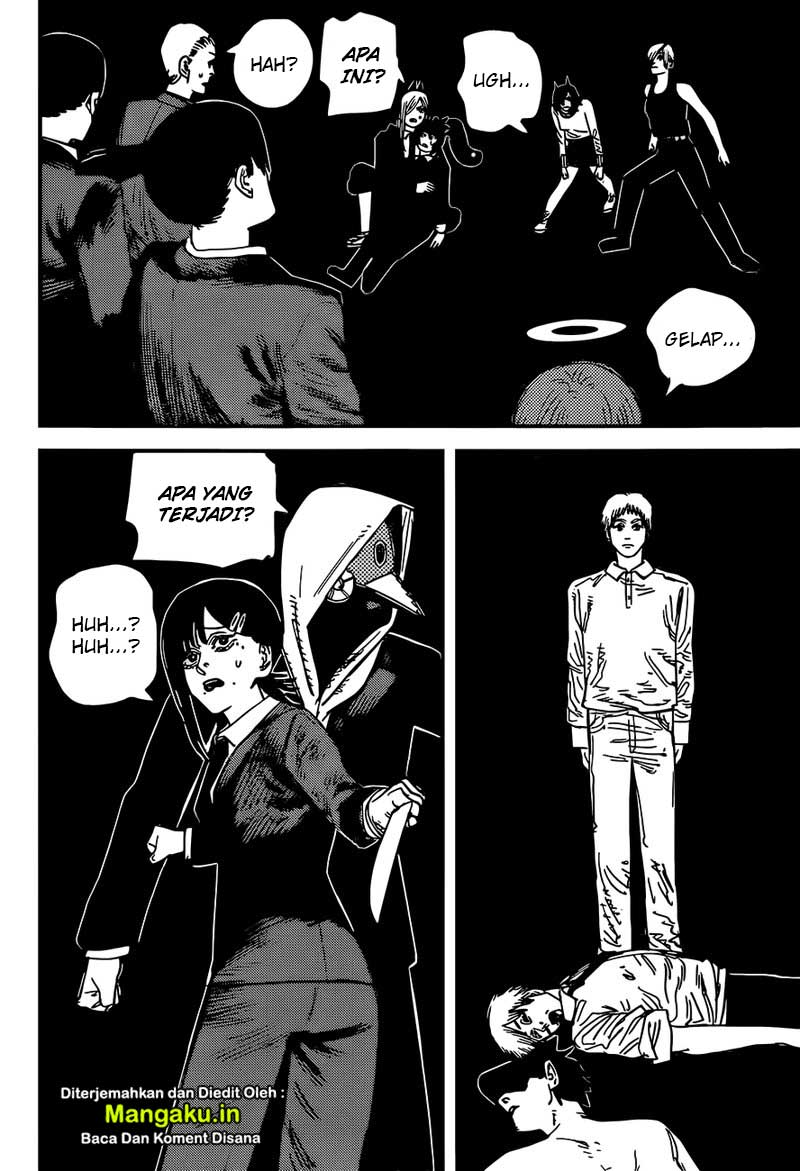 HAH?
APA
INI?
UGH...
GELAP...
APA YANG
TERJADI?
HUH...?
HUH...?
Diterjemahkan dan Diedit Oleh :
Mangaku.in
Baca Dan Koment Disana